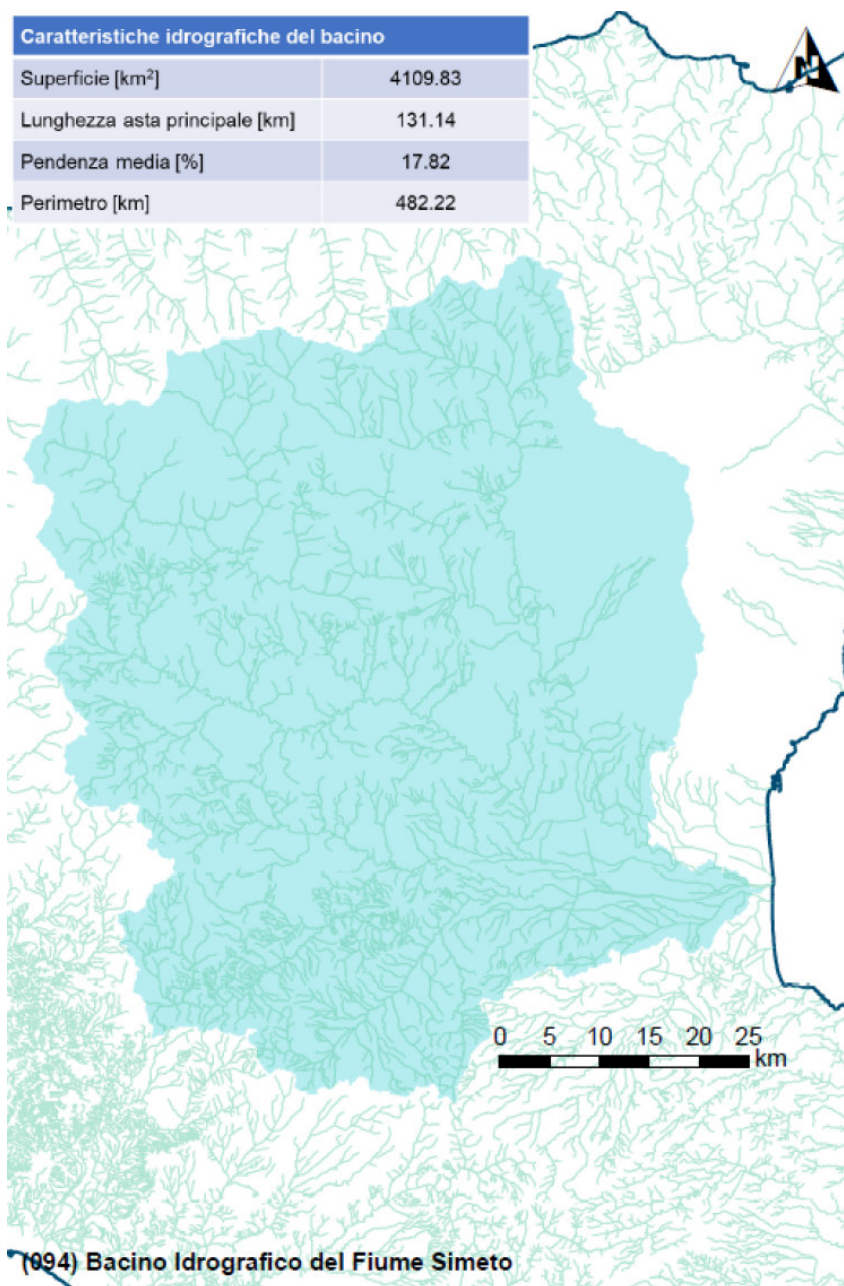 Caratteristiche idrografiche del bacino
Superficie [km²] 4109.83
Lunghezza asta principale [km] 131.14
Pendenza media [%] 17.82
Perimetro [km] 482.22
N
0 5 10 15 20 25
km
(094) Bacino Idrografico del Fiume Simeto